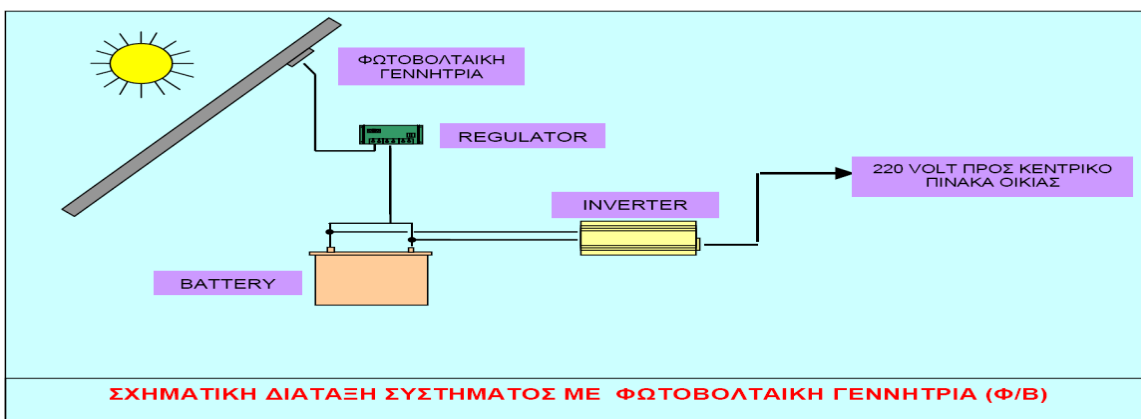 ΦΩΤΟΒΟΛΤΑΙΚΗ
ΓΕΝΝΗΤΡΙΑ
REGULATOR
220 VOLT ΠΡΟΣ ΚΕΝΤΡΙΚΟ
ΠΙΝΑΚΑ ΟΙΚΙΑΣ
INVERTER
BATTERY
ΣΧΗΜΑΤΙΚΗ ΔΙΑΤΑΞΗ ΣΥΣΤΗΜΑΤΟΣ ΜΕ ΦΩΤΟΒΟΛΤΑΙΚΗ ΓΕΝΝΗΤΡΙΑ (Φ/Β)